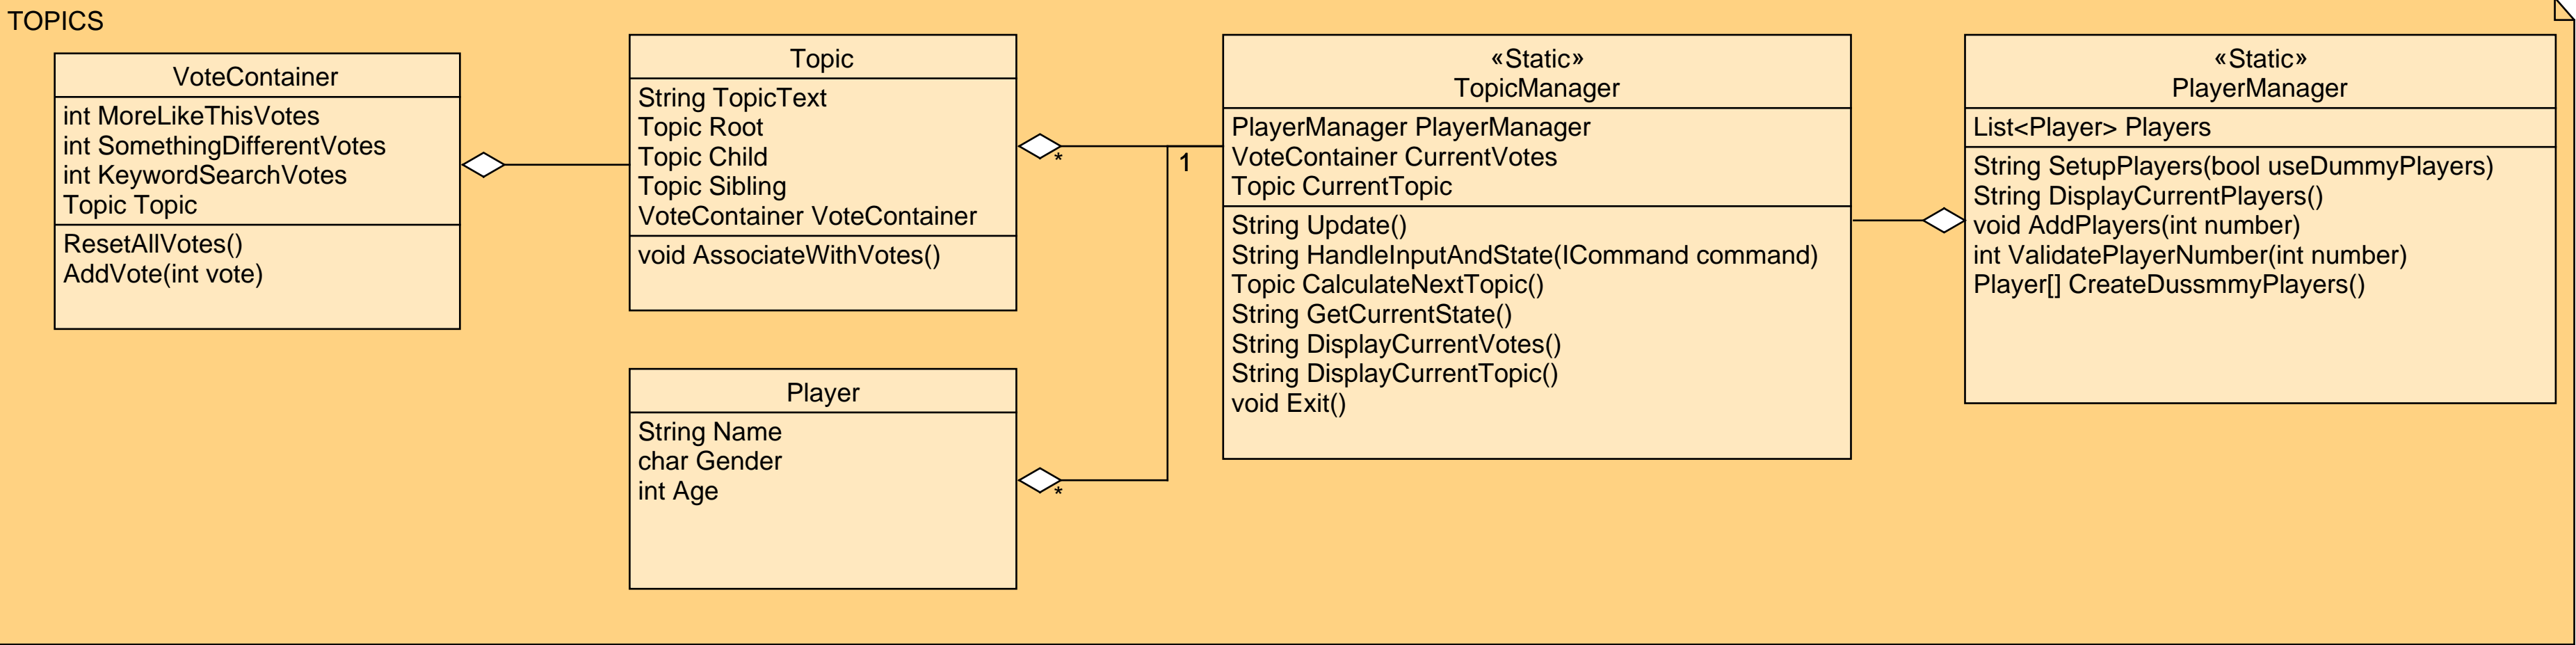 TOPICS
VoteContainer
int MoreLikeThisVotes
int SomethingDifferentVotes
int KeywordSearchVotes
Topic Topic
ResetAllVotes()
AddVote(int vote)
Topic
String TopicText
Topic Root
Topic Child
Topic Sibling
VoteContainer VoteContainer
void AssociateWithVotes()
*
1
Player
String Name
char Gender
int Age
*
«Static»
TopicManager
PlayerManager PlayerManager
VoteContainer CurrentVotes
Topic CurrentTopic
String Update()
String HandleInputAndState(ICommand command)
Topic CalculateNextTopic()
String GetCurrentState()
String DisplayCurrentVotes()
String DisplayCurrentTopic()
void Exit()
«Static»
PlayerManager
List<Player> Players
String SetupPlayers(bool useDummyPlayers)
String DisplayCurrentPlayers()
void AddPlayers(int number)
int ValidatePlayerNumber(int number)
Player[] CreateDussmmyPlayers()